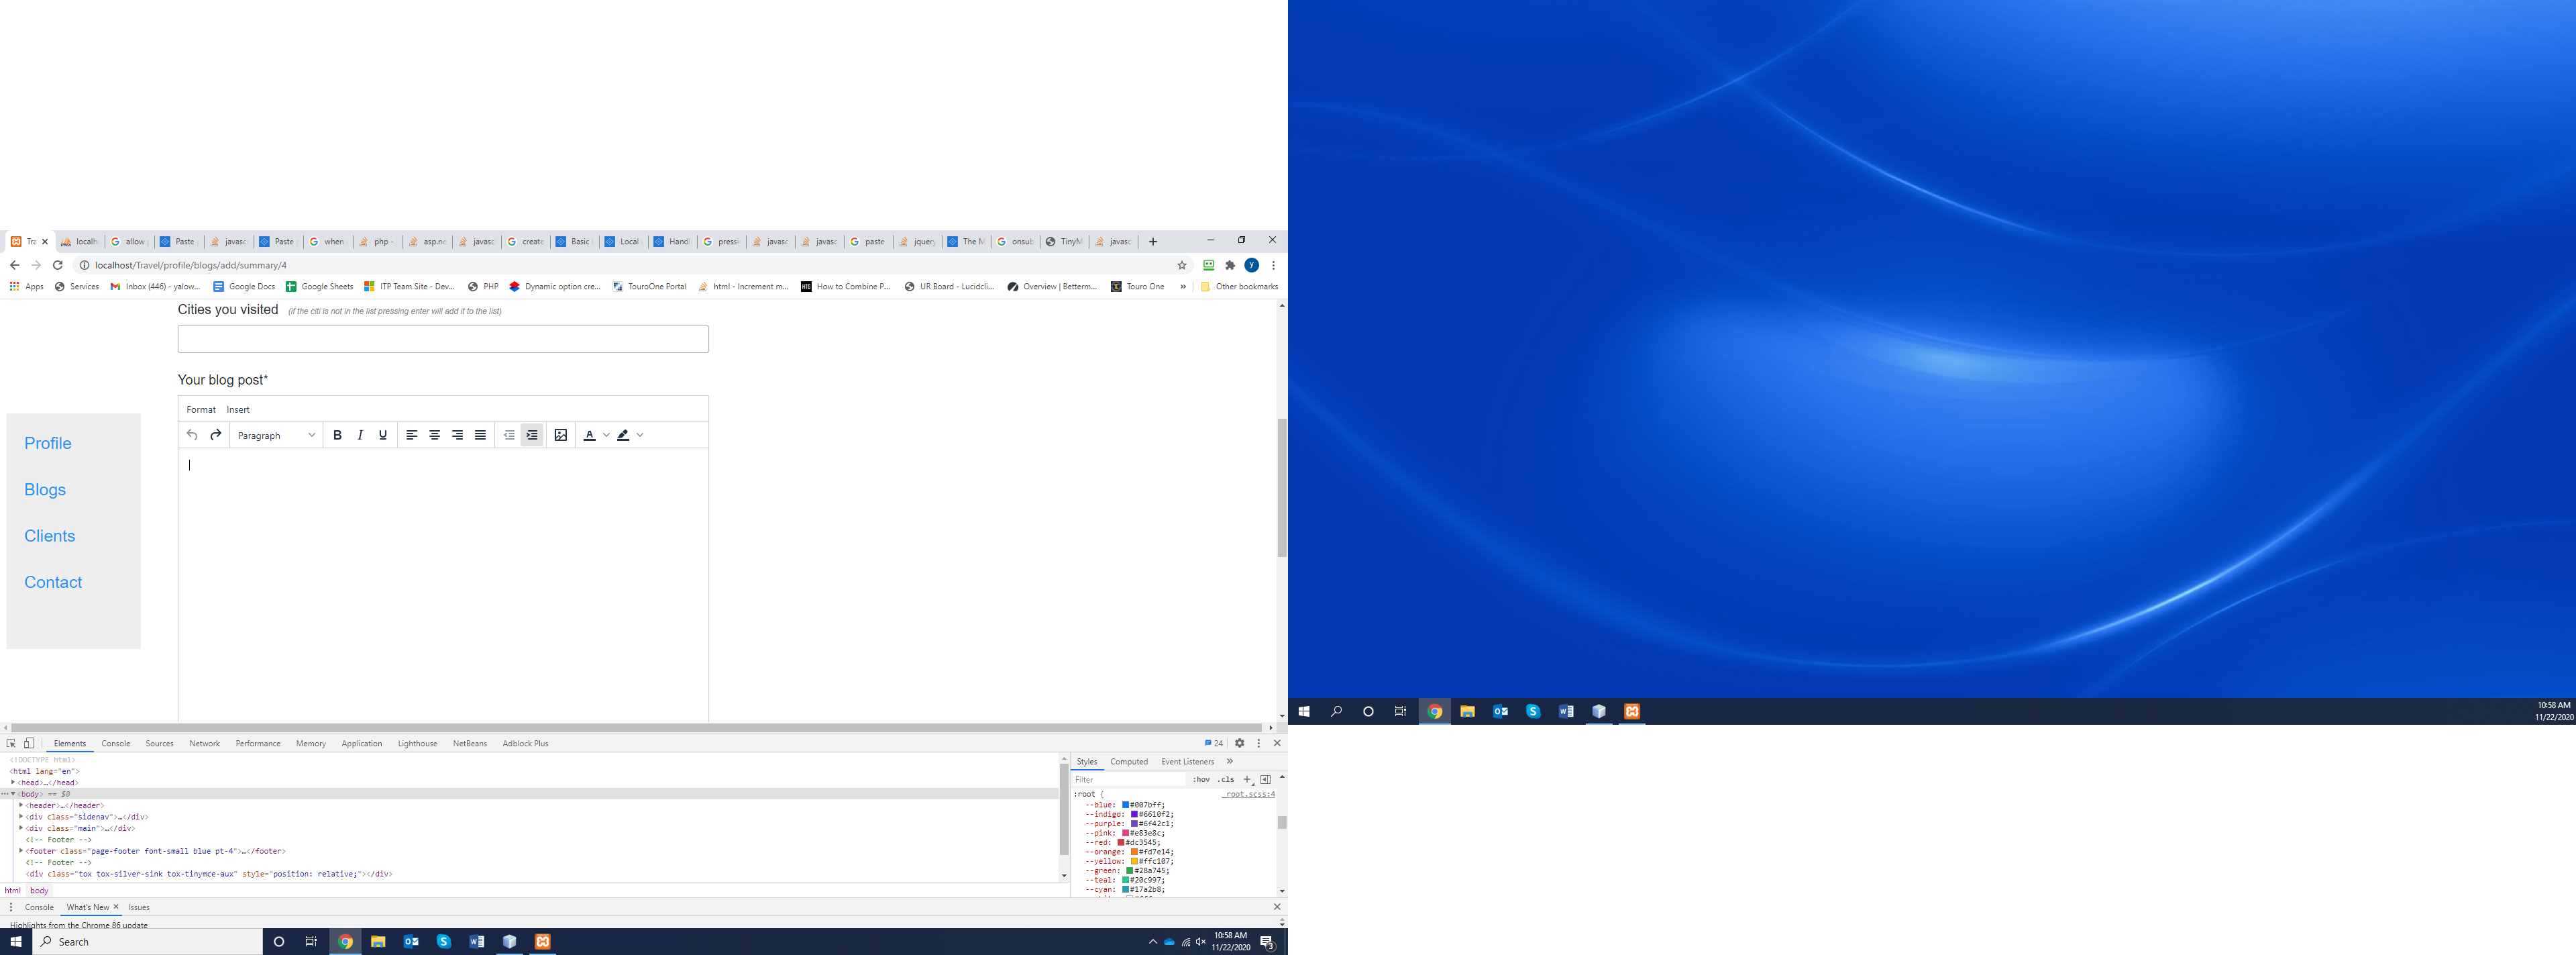 Tra
localh
allow
Paste
javasc
Paste
when
php -
asp.ne
javasc
create
Basic
Local
Handl
pressi
javasc
javasc
paste
jquery
The M
onsub
TinyM
javasc
localhost/Travel/profile/blogs/add/summary/4
y
Apps
Services
Inbox (446) - yalow...
Google Docs
Google Sheets
ITP Team Site - Dev...
PHP
Dynamic option cre...
TouroOne Portal
html - Increment m...
How to Combine P...
UR Board - Lucidcli...
Overview | Betterm...
Touro One
»
Other bookmarks
Cities you visited (if the citi is not in the list pressing enter will add it to the list)
Your blog post*
Format Insert
Paragraph B I U A
Profile
Blogs
Clients
Contact
Elements Console Sources Network Performance Memory Application Lighthouse NetBeans Adblock Plus 24
<!DOCTYPE html>
<html lang="en">
<head>…</head>
<body> == $0
<header>…</header>
<div class="sidenav">…</div>
<div class="main">…</div>
<!-- Footer -->
<footer class="page-footer font-small blue pt-4">…</footer>
<!-- Footer -->
<div class="tox tox-silver-sink tox-tinymce-aux" style="position: relative;"></div>
html body
Styles Computed Event Listeners »
Filter :hov .cls +
:root { _root.scss:4
--blue: #007bff;
--indigo: #6610f2;
--purple: #6f42c1;
--pink: #e83e8c;
--red: #dc3545;
--orange: #fd7e14;
--yellow: #ffc107;
--green: #28a745;
--teal: #20c997;
--cyan: #17a2b8;
Console What's New Issues
Highlights from the Chrome 86 update
Search
10:58 AM
11/22/2020
3
10:58 AM
11/22/2020